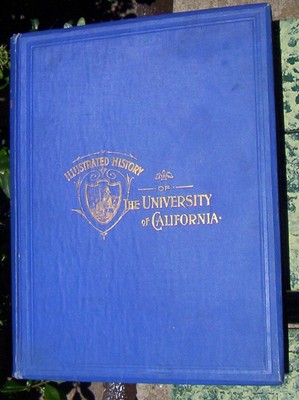 ILLUSTRATED HISTORY
OF
THE UNIVERSITY
of CALIFORNIA.